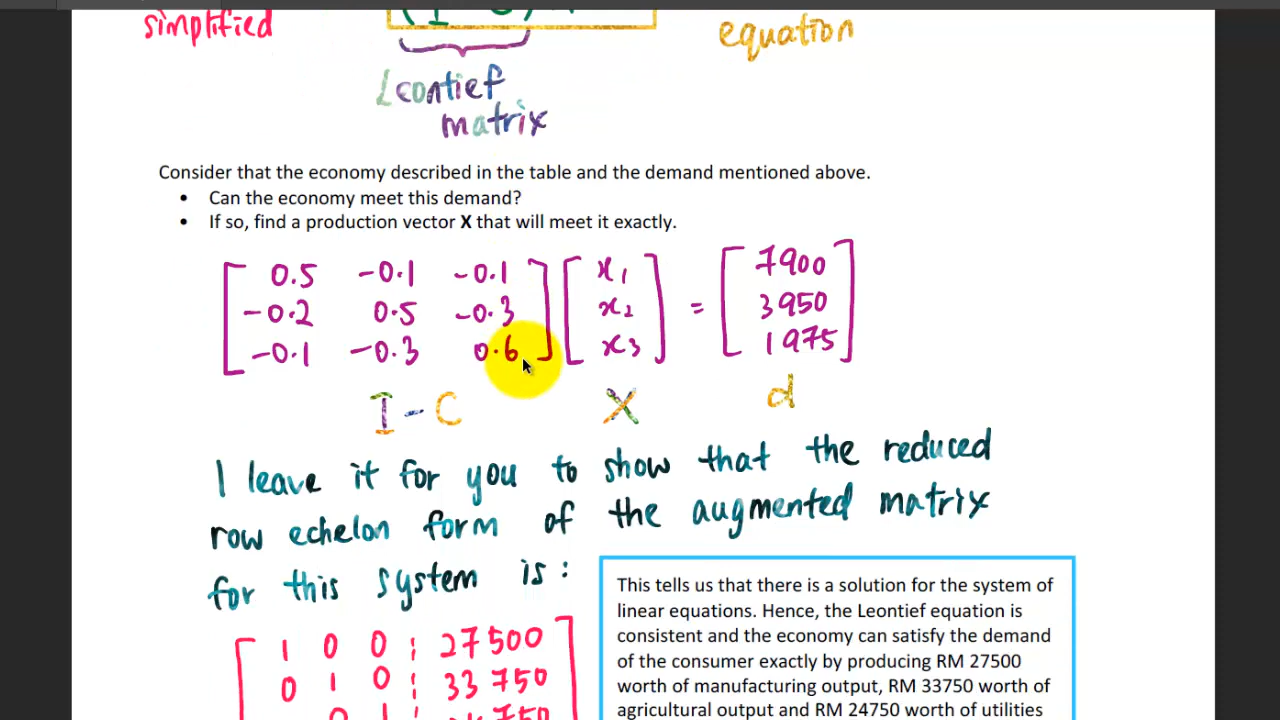 simplified
equation
Leontief
matrix
Consider that the economy described in the table and the demand mentioned above.
• Can the economy meet this demand?
• If so, find a production vector X that will meet it exactly.
0.5 -0.1 -0.1 x1 7900
-0.2 0.5 -0.3 x2 = 3950
-0.1 -0.3 0.6 x3 1975
I - C X d
I leave it for you to show that the reduced
row echelon form of the augmented matrix
for this system is:
This tells us that there is a solution for the system of
linear equations. Hence, the Leontief equation is
consistent and the economy can satisfy the demand
of the consumer exactly by producing RM 27500
worth of manufacturing output, RM 33750 worth of
agricultural output and RM 24750 worth of utilities
1 0 0 : 27500
0 1 0 : 33750